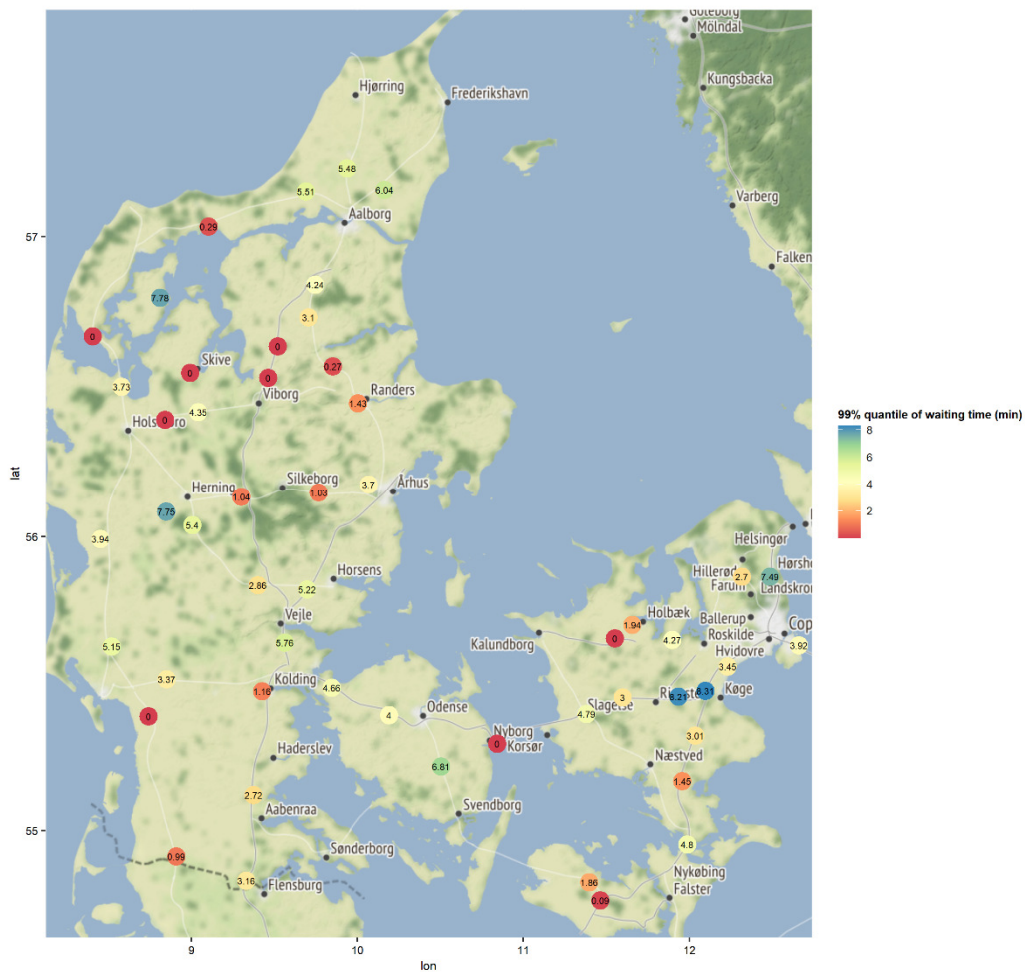 Göteborg
Mölndal
Kungsbacka
Hjørring
Frederikshavn
5.48
5.51
6.04
Varberg
Aalborg
0.29
57
Falken
4.24
7.78
3.1
0
0
Skive
0
0.27
0
3.73
Randers
Viborg
1.43
4.35
0
Holstebro
99% quantile of waiting time (min)
8
6
4
2
lat
Silkeborg
3.7
Århus
Herning
1.04
1.03
7.75
5.4
3.94
56
Helsingør
Hørsh
Hillerød
2.7
7.49
Farum
Landskron
Horsens
2.86
5.22
Vejle
Holbæk
1.94
Ballerup
Cop
Roskilde
Kalundborg
0
4.27
3.92
Hvidovre
5.15
5.76
3.45
3.37
Kolding
1.16
4.66
3
8.31
Køge
0
4
Odense
Slagelse
4.79
Nyborg
0
Korsør
3.01
Haderslev
6.81
Næstved
1.45
2.72
Aabenraa
Svendborg
55
4.8
Sønderborg
0.99
3.16
Flensburg
1.86
0.09
Nykøbing
Falster
9
10
11
12
lon